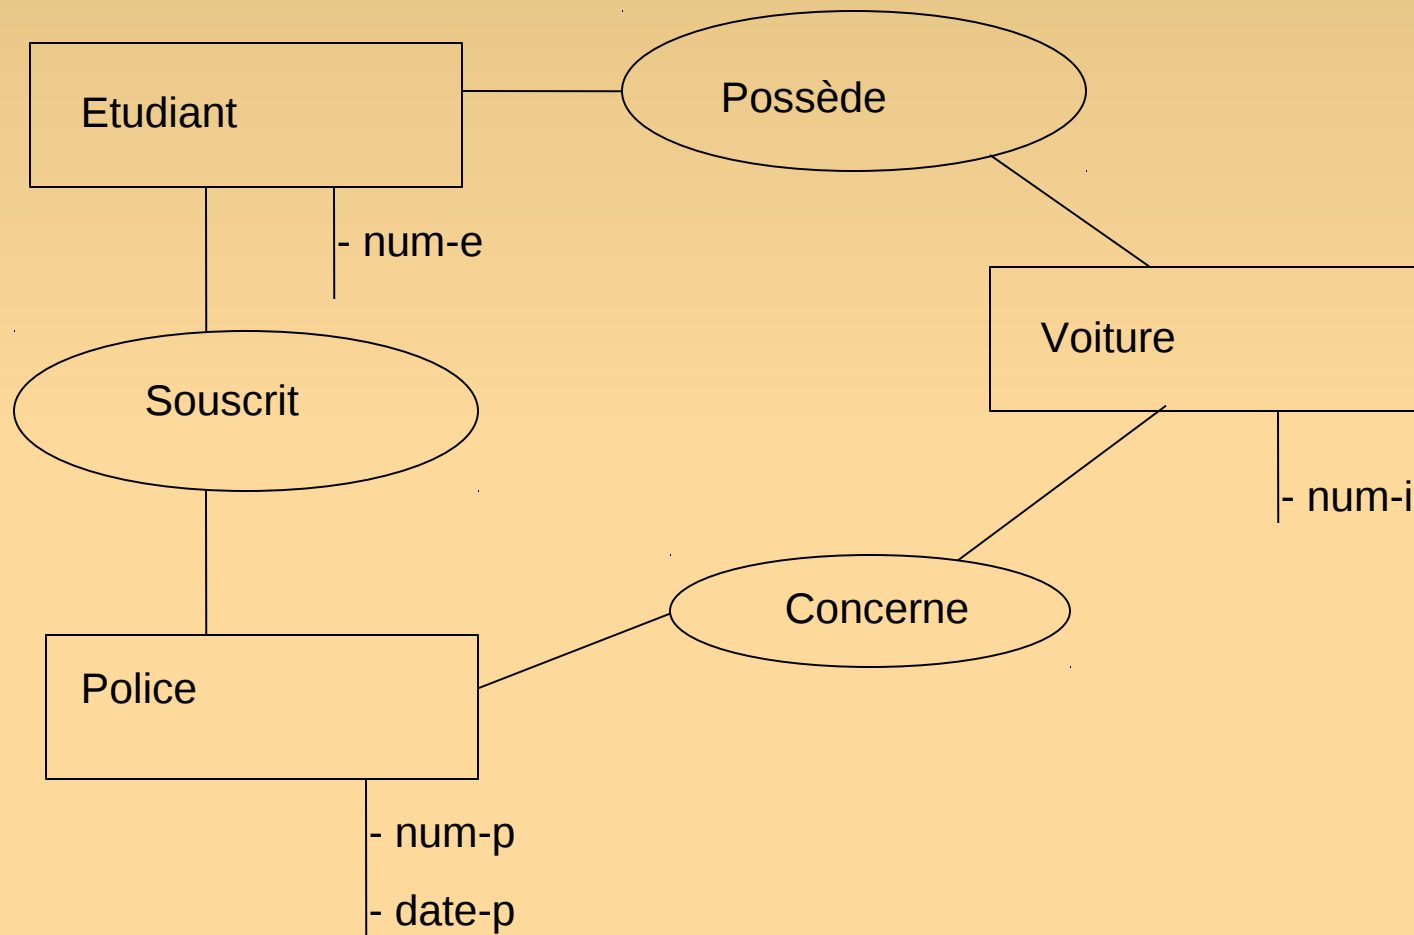 Etudiant
Possède
- num-e
Voiture
Souscrit
- num-i
Concerne
Police
- num-p
- date-p